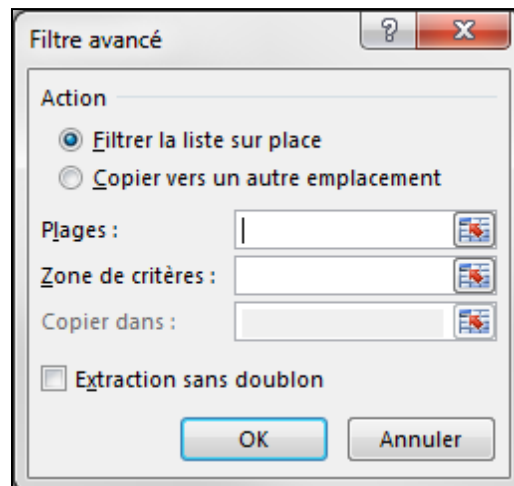 Filtre avancé
Action
Filtrer la liste sur place
Copier vers un autre emplacement
Plages :
Zone de critères :
Copier dans :
Extraction sans doublon
OK Annuler